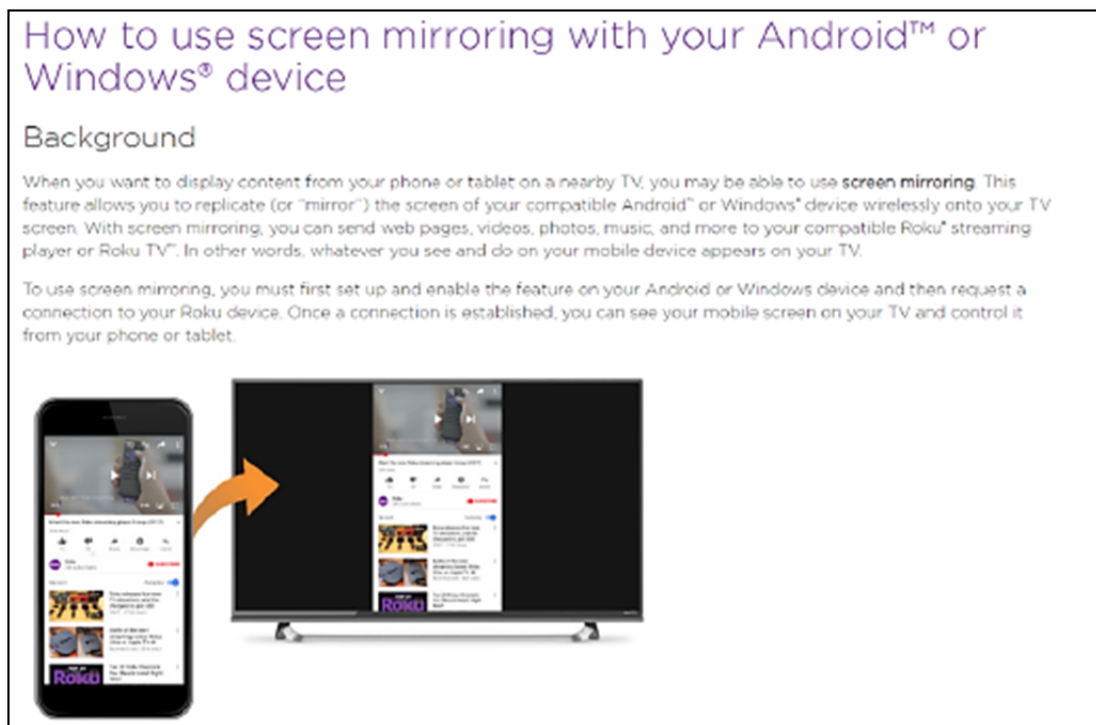 How to use screen mirroring with your Android™ or
Windows® device
Background
When you want to display content from your phone or tablet on a nearby TV, you may be able to use screen mirroring. This
feature allows you to replicate (or "mirror") the screen of your compatible Android™ or Windows® device wirelessly onto your TV
screen. With screen mirroring, you can send web pages, videos, photos, music, and more to your compatible Roku® streaming
player or Roku TV™. In other words, whatever you see and do on your mobile device appears on your TV.
To use screen mirroring, you must first set up and enable the feature on your Android or Windows device and then request a
connection to your Roku device. Once a connection is established, you can see your mobile screen on your TV and control it
from your phone or tablet.
Roku
SUBSCRIBE
Roku
Roku
SUBSCRIBE
Roku